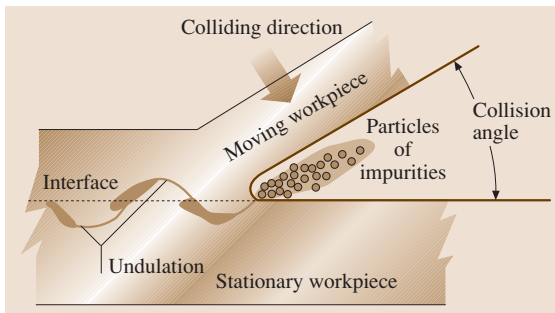 Colliding direction
Moving workpiece
Particles
of
impurities
Collision
angle
Interface
Undulation
Stationary workpiece